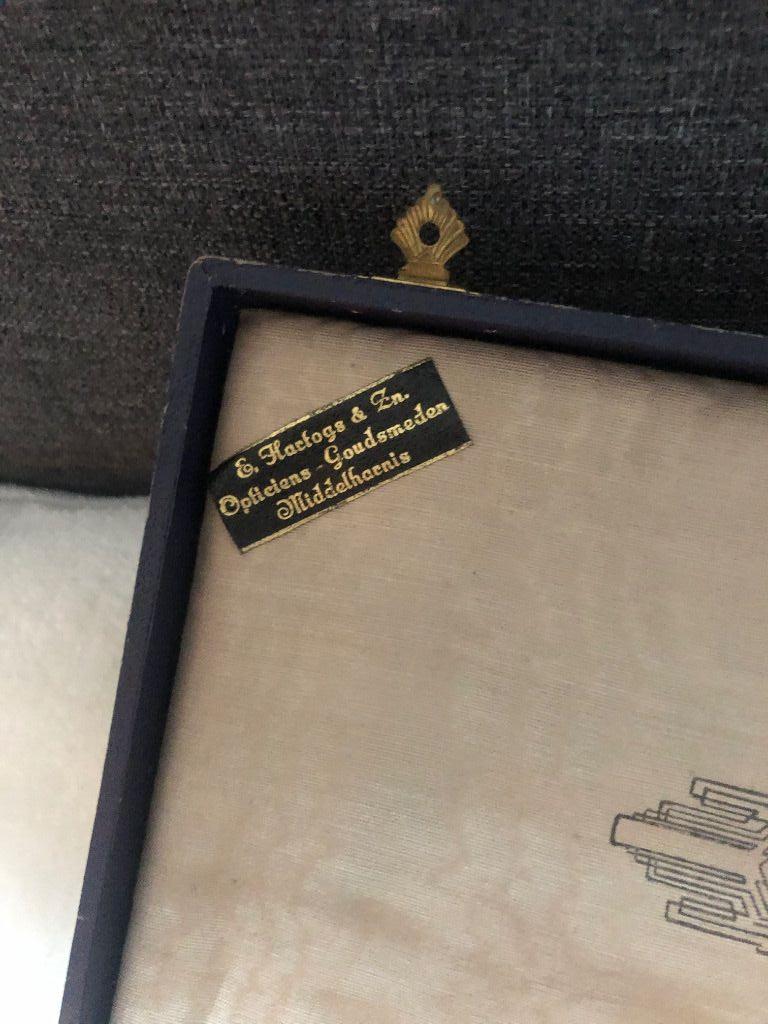 E. Hartogs & Zn.
Opticiens - Goudsmeden
Middelharnis